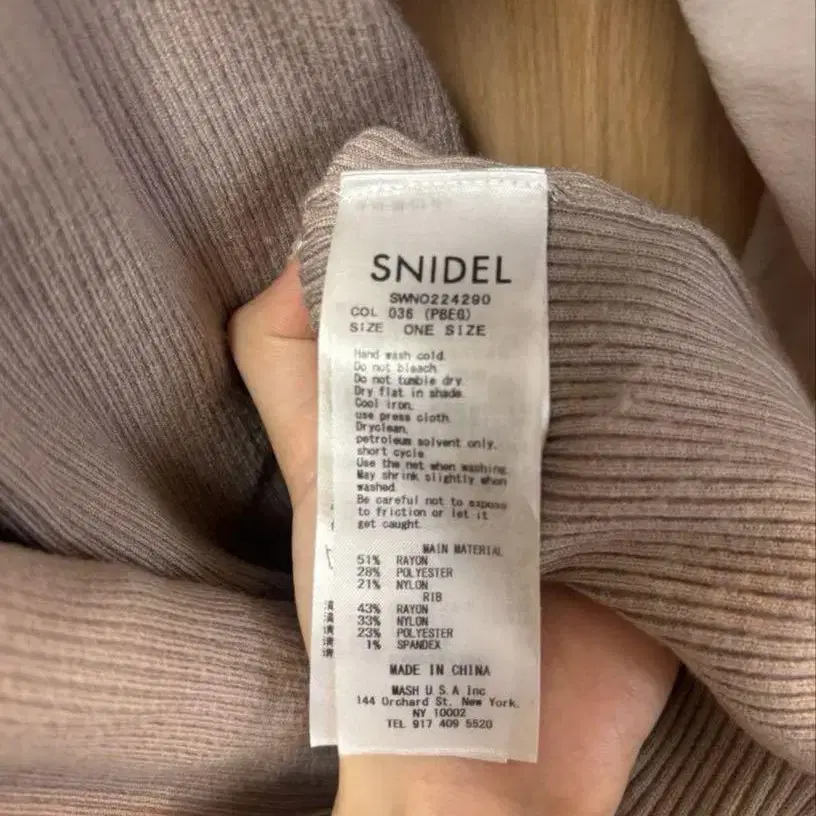 SNIDEL
SWNO224290
COL 036 (PBEG)
SIZE ONE SIZE
Hand wash cold.
Do not bleach.
Do not tumble dry.
Dry flat in shade.
Cool iron.
use press cloth.
Dryclean,
petroleum solvent only.
short cycle
Use the net when washing.
May shrink slightly when
washed.
Be careful not to expose
to friction or let it
get caught.
MAIN MATERIAL
51% RAYON
28% POLYESTER
21% NYLON
RIB
43% RAYON
33% NYLON
23% POLYESTER
1% SPANDEX
MADE IN CHINA
MASH U.S.A Inc
144 Orchard St. New York,
NY 10002
TEL 917 409 5520